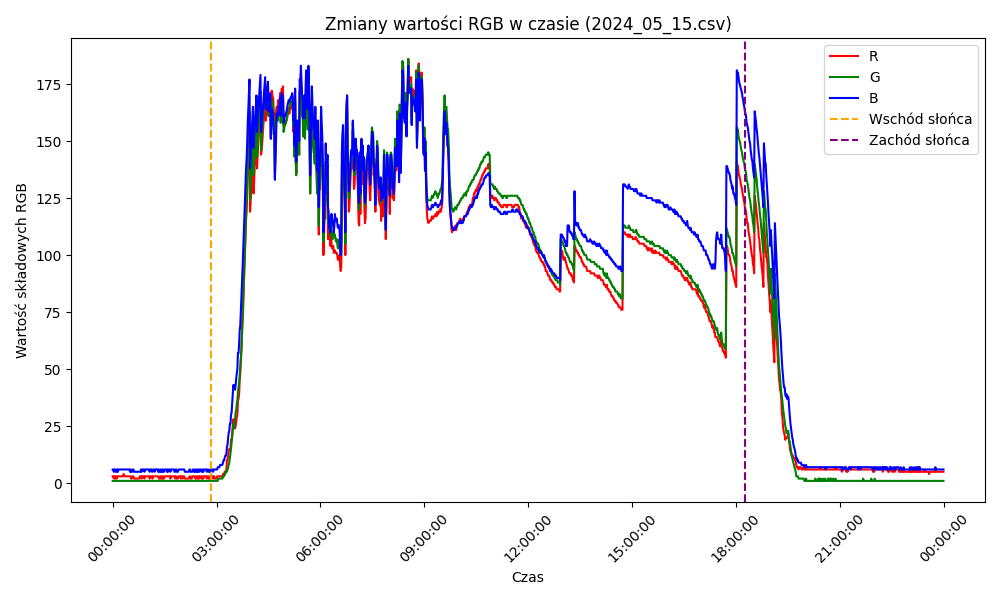 Zmiany wartości RGB w czasie (2024_05_15.csv)
R
G
B
Wschód słońca
Zachód słońca
Wartość składowych RGB
175
150
125
100
75
50
25
0
00:00:00
03:00:00
06:00:00
09:00:00
12:00:00
15:00:00
18:00:00
21:00:00
00:00:00
Czas